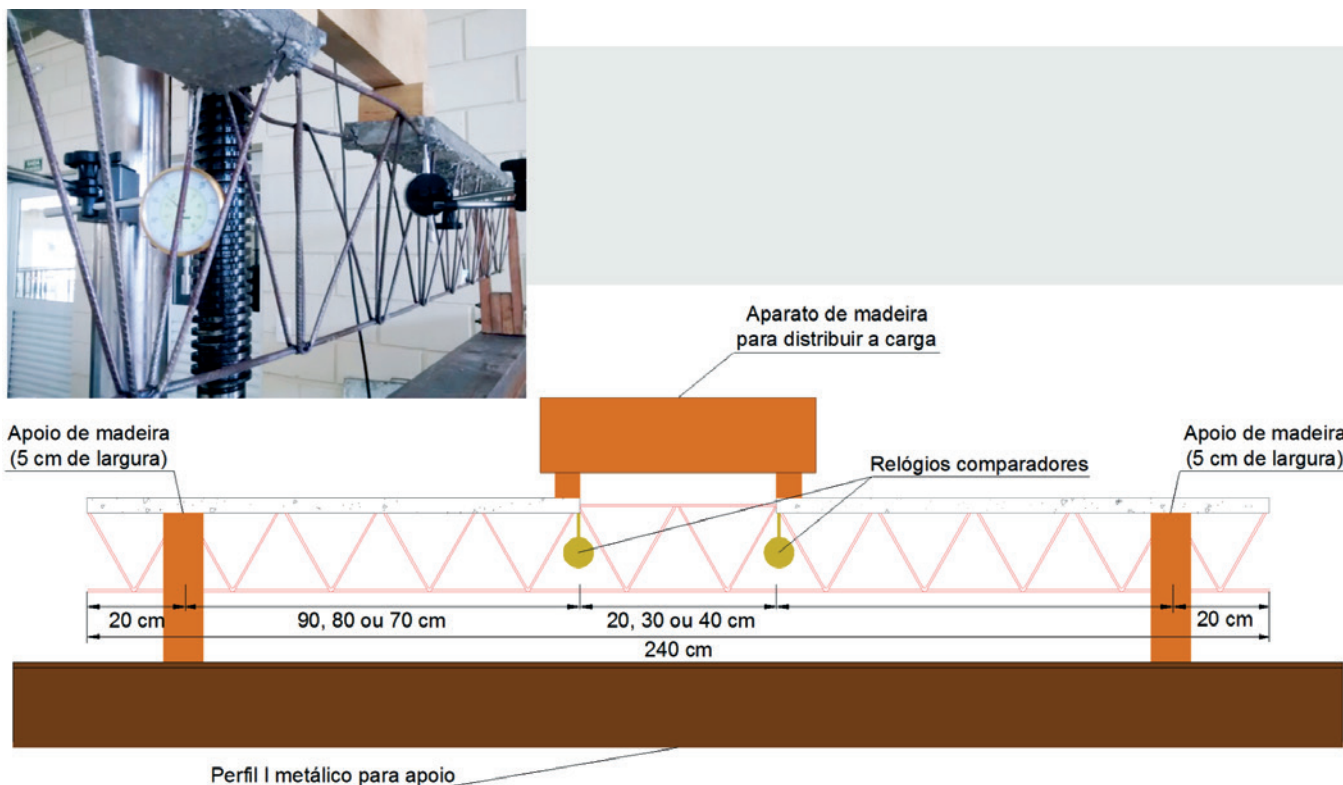 Aparato de madeira
para distribuir a carga
Apoio de madeira
(5 cm de largura)
Relógios comparadores
Apoio de madeira
(5 cm de largura)
20 cm
90, 80 ou 70 cm
20, 30 ou 40 cm
20 cm
240 cm
Perfil I metálico para apoio